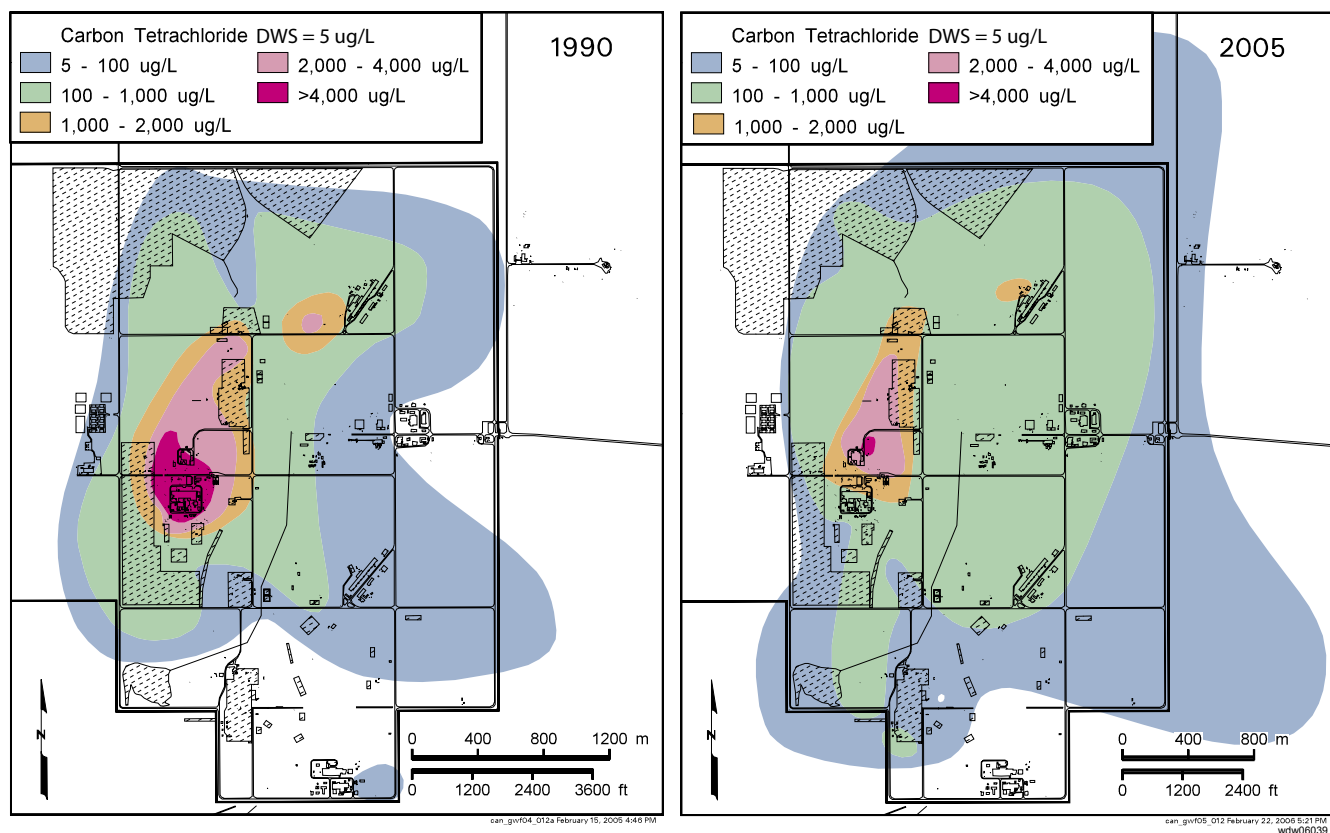 Carbon Tetrachloride DWS = 5 ug/L
5 - 100 ug/L
2,000 - 4,000 ug/L
100 - 1,000 ug/L
>4,000 ug/L
1,000 - 2,000 ug/L
1990
N
0 400 800 1200 m
0 1200 2400 3600 ft
can_gwf04_012a February 15, 2005 4:46 PM
Carbon Tetrachloride DWS = 5 ug/L
5 - 100 ug/L
2,000 - 4,000 ug/L
100 - 1,000 ug/L
>4,000 ug/L
1,000 - 2,000 ug/L
2005
N
0 400 800 m
0 1200 2400 ft
can_gwf05_012 February 22, 2006 5:21 PM
wdw06039